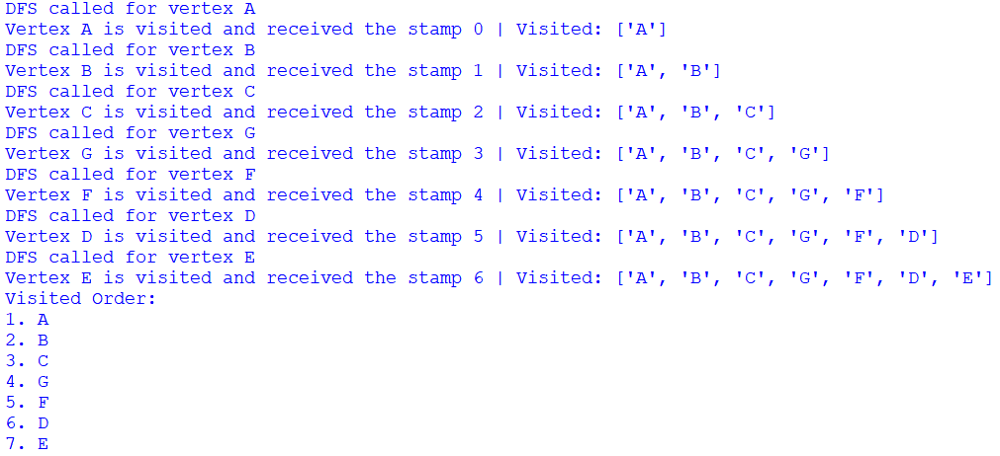 DFS called for vertex A
Vertex A is visited and received the stamp 0 | Visited: ['A']
DFS called for vertex B
Vertex B is visited and received the stamp 1 | Visited: ['A', 'B']
DFS called for vertex C
Vertex C is visited and received the stamp 2 | Visited: ['A', 'B', 'C']
DFS called for vertex G
Vertex G is visited and received the stamp 3 | Visited: ['A', 'B', 'C', 'G']
DFS called for vertex F
Vertex F is visited and received the stamp 4 | Visited: ['A', 'B', 'C', 'G', 'F']
DFS called for vertex D
Vertex D is visited and received the stamp 5 | Visited: ['A', 'B', 'C', 'G', 'F', 'D']
DFS called for vertex E
Vertex E is visited and received the stamp 6 | Visited: ['A', 'B', 'C', 'G', 'F', 'D', 'E']
Visited Order:
1. A
2. B
3. C
4. G
5. F
6. D
7. E